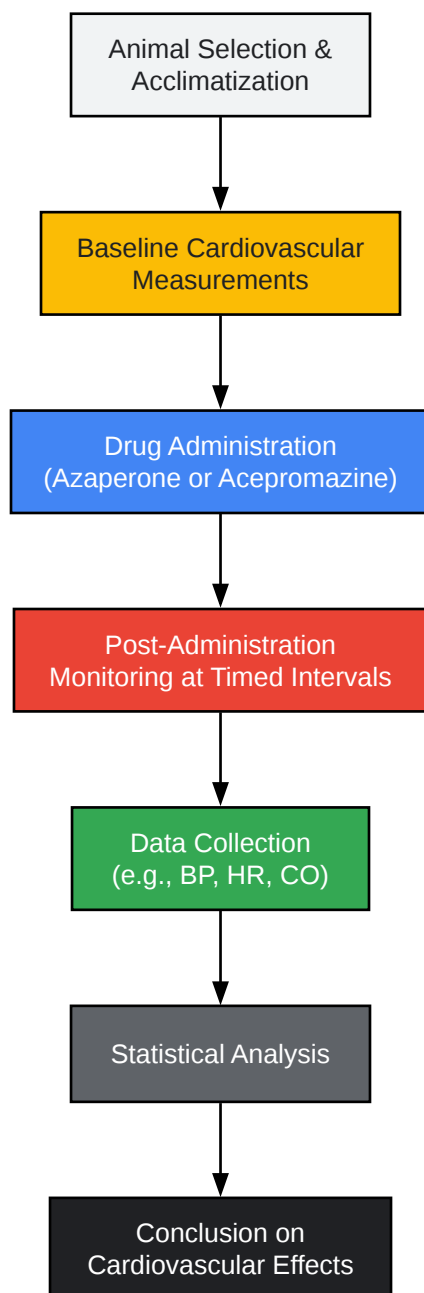 Animal Selection &
Acclimatization
Baseline Cardiovascular
Measurements
Drug Administration
(Azaperone or Acepromazine)
Post-Administration
Monitoring at Timed Intervals
Data Collection
(e.g., BP, HR, CO)
Statistical Analysis
Conclusion on
Cardiovascular Effects